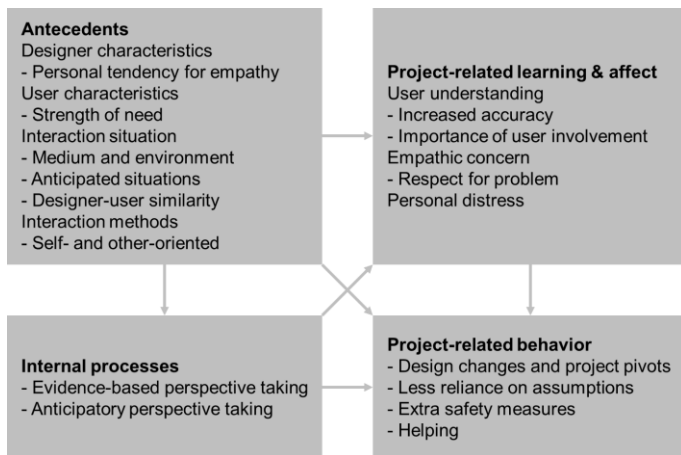 Antecedents
Designer characteristics
- Personal tendency for empathy
User characteristics
- Strength of need
Interaction situation
- Medium and environment
- Anticipated situations
- Designer-user similarity
Interaction methods
- Self- and other-oriented
Project-related learning & affect
User understanding
- Increased accuracy
- Importance of user involvement
Empathic concern
- Respect for problem
Personal distress
Internal processes
- Evidence-based perspective taking
- Anticipatory perspective taking
Project-related behavior
- Design changes and project pivots
- Less reliance on assumptions
- Extra safety measures
- Helping